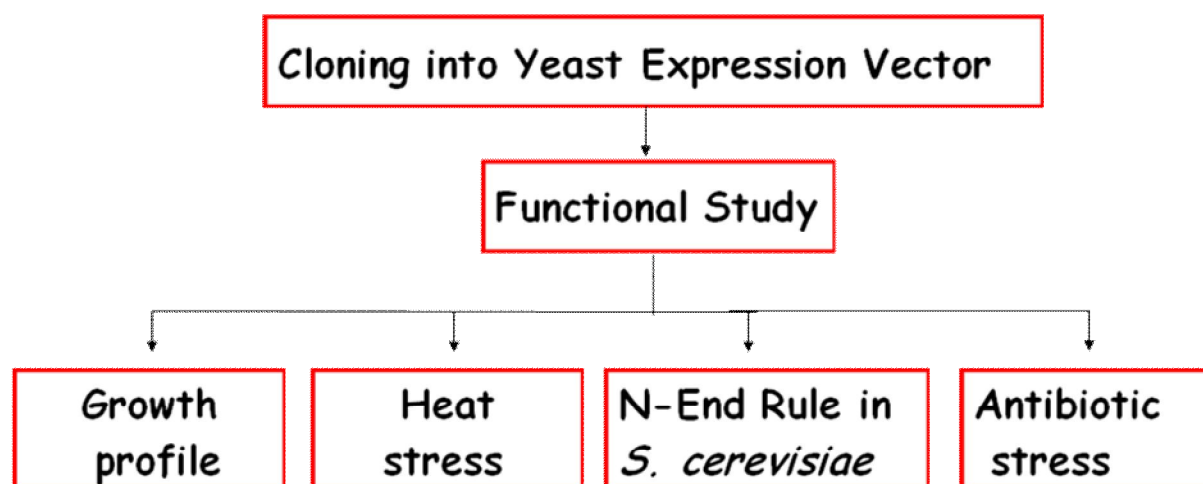 Cloning into Yeast Expression Vector
Functional Study
Growth
profile
Heat
stress
N-End Rule in
S. cerevisiae
Antibiotic
stress